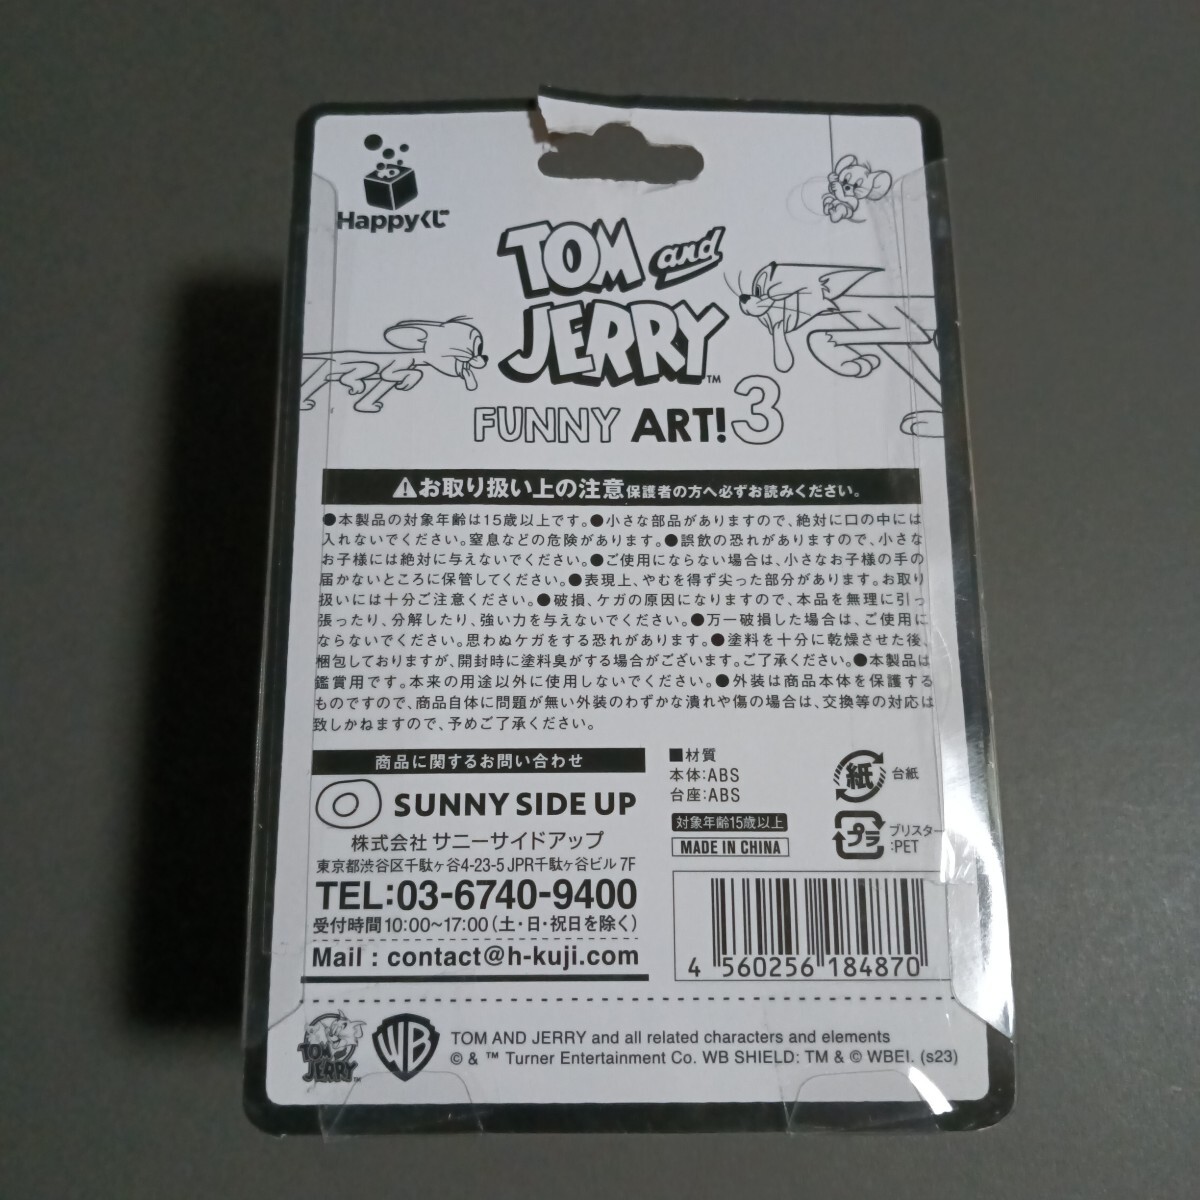 Happyくじ
TOM and
JERRY™
FUNNY ART! 3
⚠お取り扱い上の注意 保護者の方へ必ずお読みください。
●本製品の対象年齢は15歳以上です。●小さな部品がありますので、絶対に口の中には
入れないでください。窒息などの危険があります。●誤飲の恐れがありますので、小さな
お子様には絶対に与えないでください。●ご使用にならない場合は、小さなお子様の手の
届かないところに保管してください。●表現上、やむを得ず尖った部分があります。お取り
扱いには十分ご注意ください。●破損、ケガの原因になりますので、本品を無理に引っ
張ったり、分解したり、強い力を与えないでください。●万一破損した場合は、ご使用に
ならないでください。思わぬケガをする恐れがあります。●塗料を十分に乾燥させた後、
梱包しておりますが、開封時に塗料臭がする場合がございます。ご了承ください。●本製品は
鑑賞用です。本来の用途以外に使用しないでください。●外装は商品本体を保護する
ものですので、商品自体に問題が無い外装のわずかな潰れや傷の場合は、交換等の対応は
致しかねますので、予めご了承ください。
商品に関するお問い合わせ
SUNNY SIDE UP
株式会社 サニーサイドアップ
東京都渋谷区千駄ヶ谷4-23-5 JPR千駄ヶ谷ビル 7F
TEL:03-6740-9400
受付時間 10:00~17:00(土・日・祝日を除く)
Mail : contact@h-kuji.com
■材質
本体:ABS
台座:ABS
対象年齢15歳以上
MADE IN CHINA
紙 台紙
プラ ブリスター
:PET
4 560256 184870
TOM and JERRY™
WB
TOM AND JERRY and all related characters and elements
© & ™ Turner Entertainment Co. WB SHIELD: TM & © WBEI. (s23)